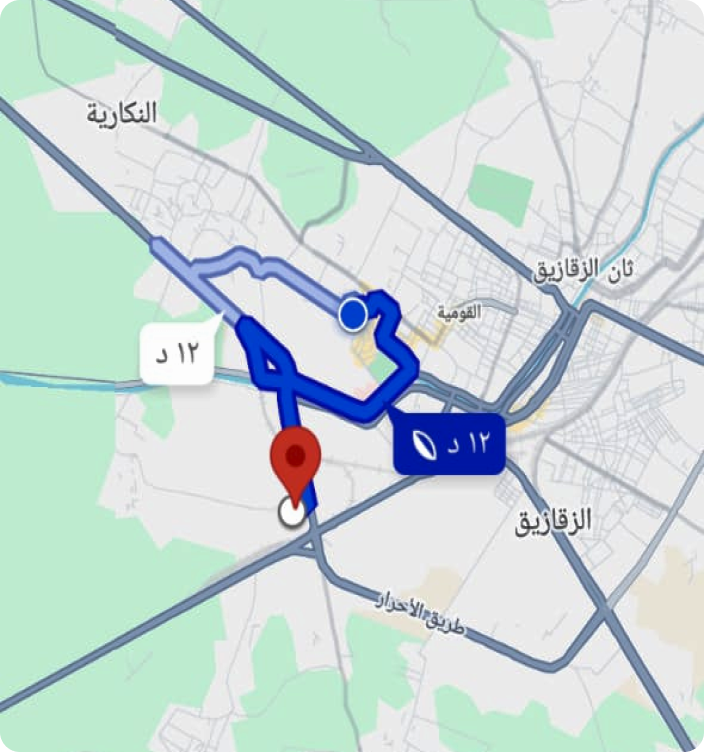 النكارية
ثان الزقازيق
القومية
١٢ د
١٢ د
الزقازيق
طريق الأحرار